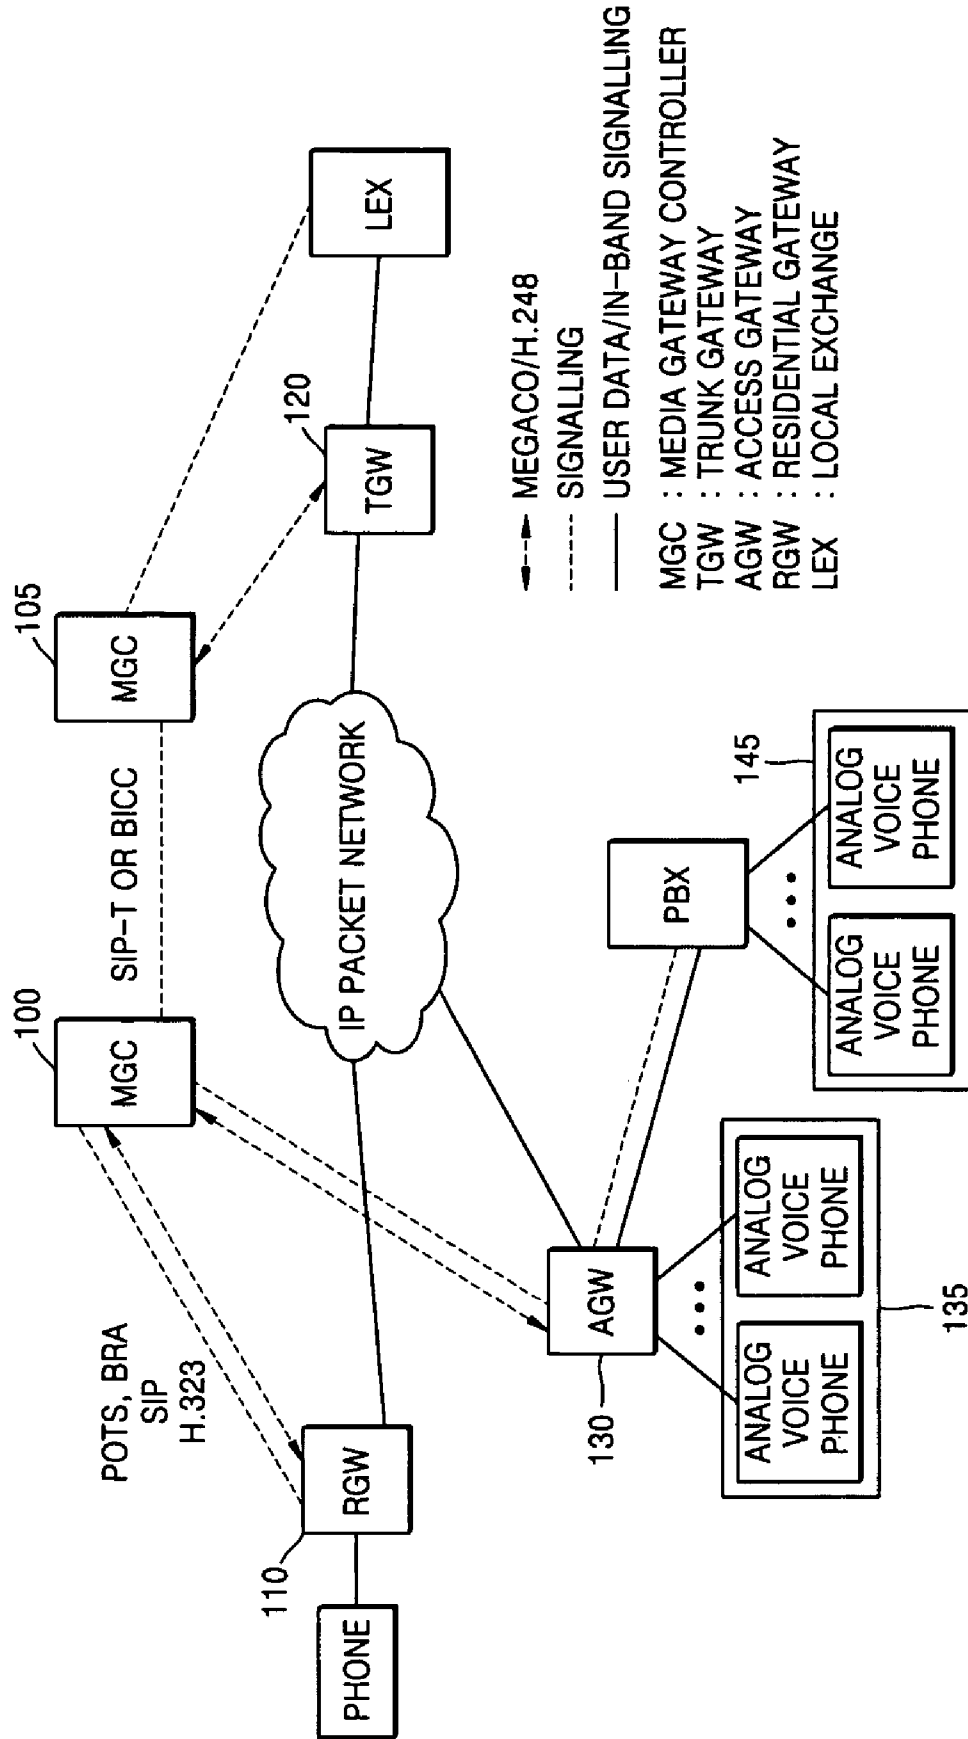 100
MGC
SIP-T OR BICC
105
MGC
POTS, BRA
SIP
H.323
110
RGW
PHONE
IP PACKET NETWORK
120
TGW
LEX
130
AGW
PBX
ANALOG
VOICE
PHONE
ANALOG
VOICE
PHONE
135
145
ANALOG
VOICE
PHONE
ANALOG
VOICE
PHONE
MEGACO/H.248
SIGNALLING
USER DATA/IN-BAND SIGNALLING
MGC : MEDIA GATEWAY CONTROLLER
TGW : TRUNK GATEWAY
AGW : ACCESS GATEWAY
RGW : RESIDENTIAL GATEWAY
LEX : LOCAL EXCHANGE